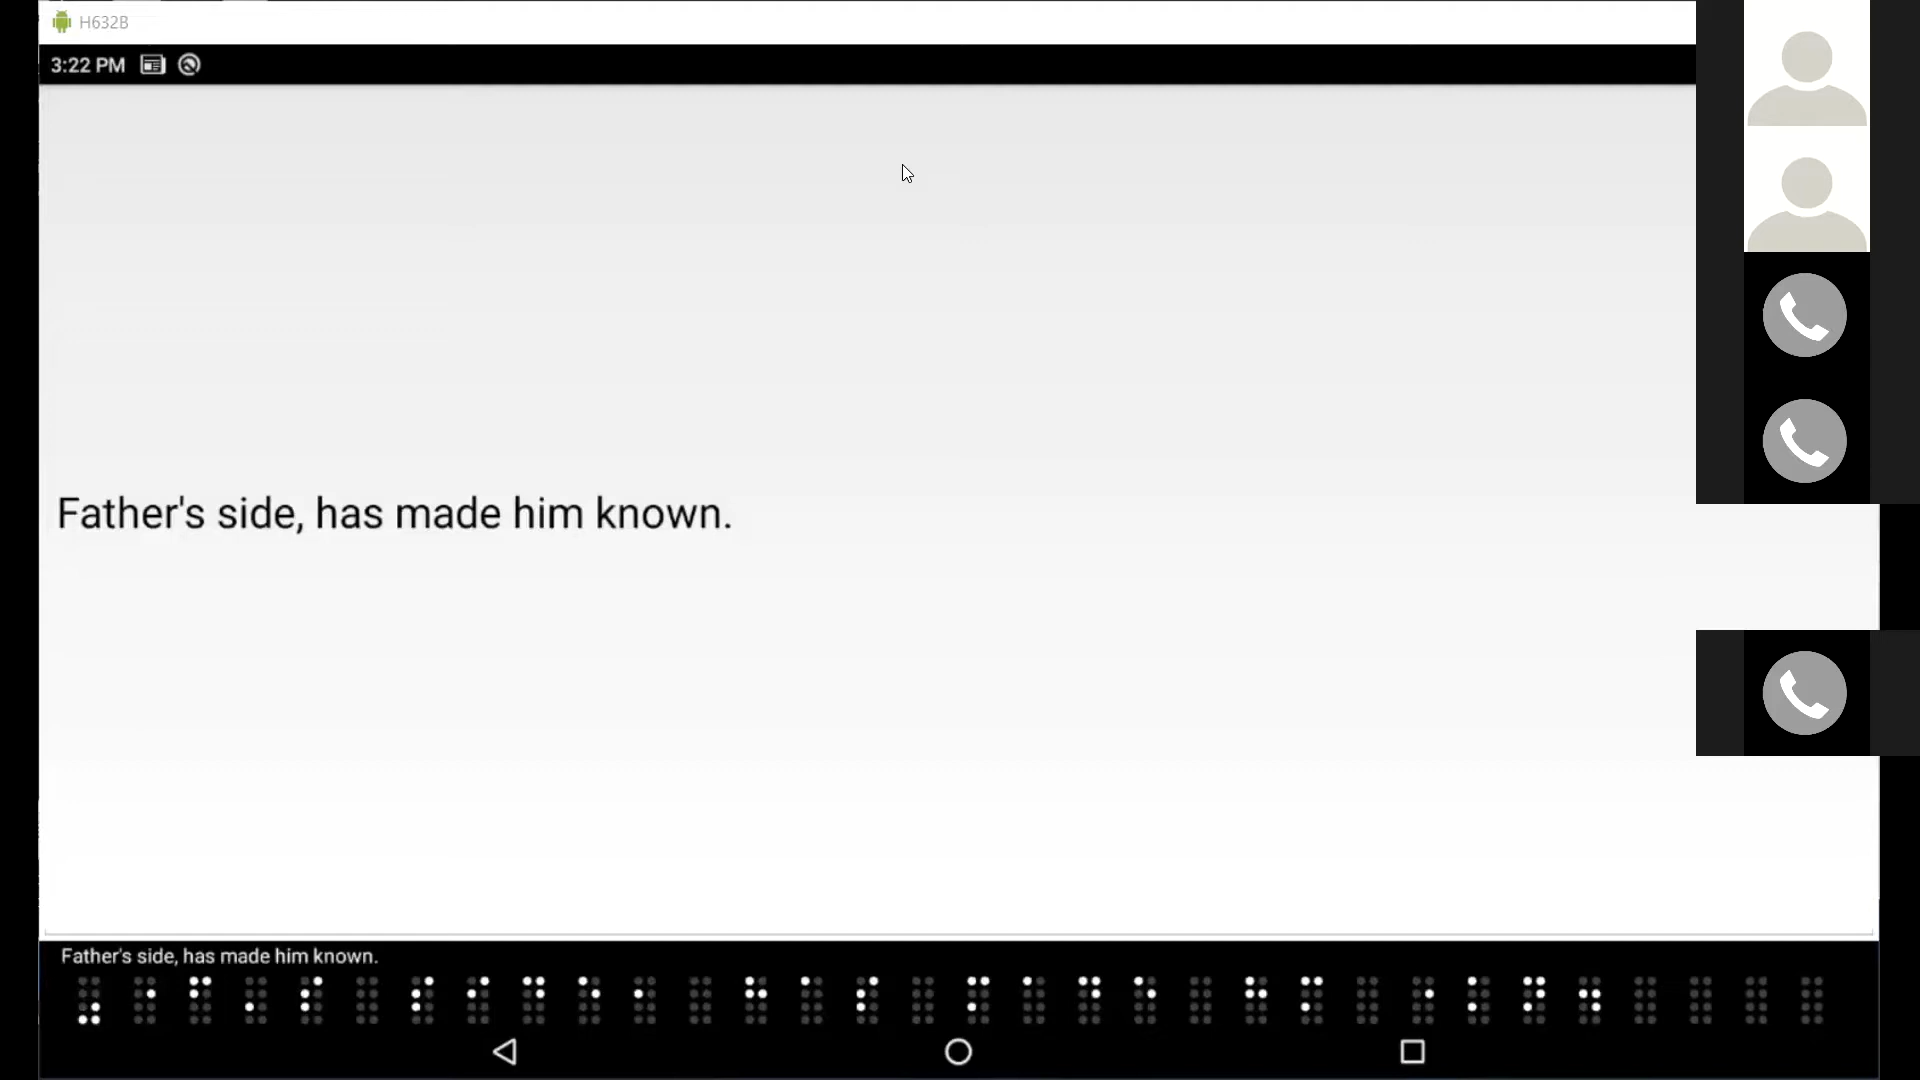 H632B
3:22 PM
Father's side, has made him known.
Father's side, has made him known.